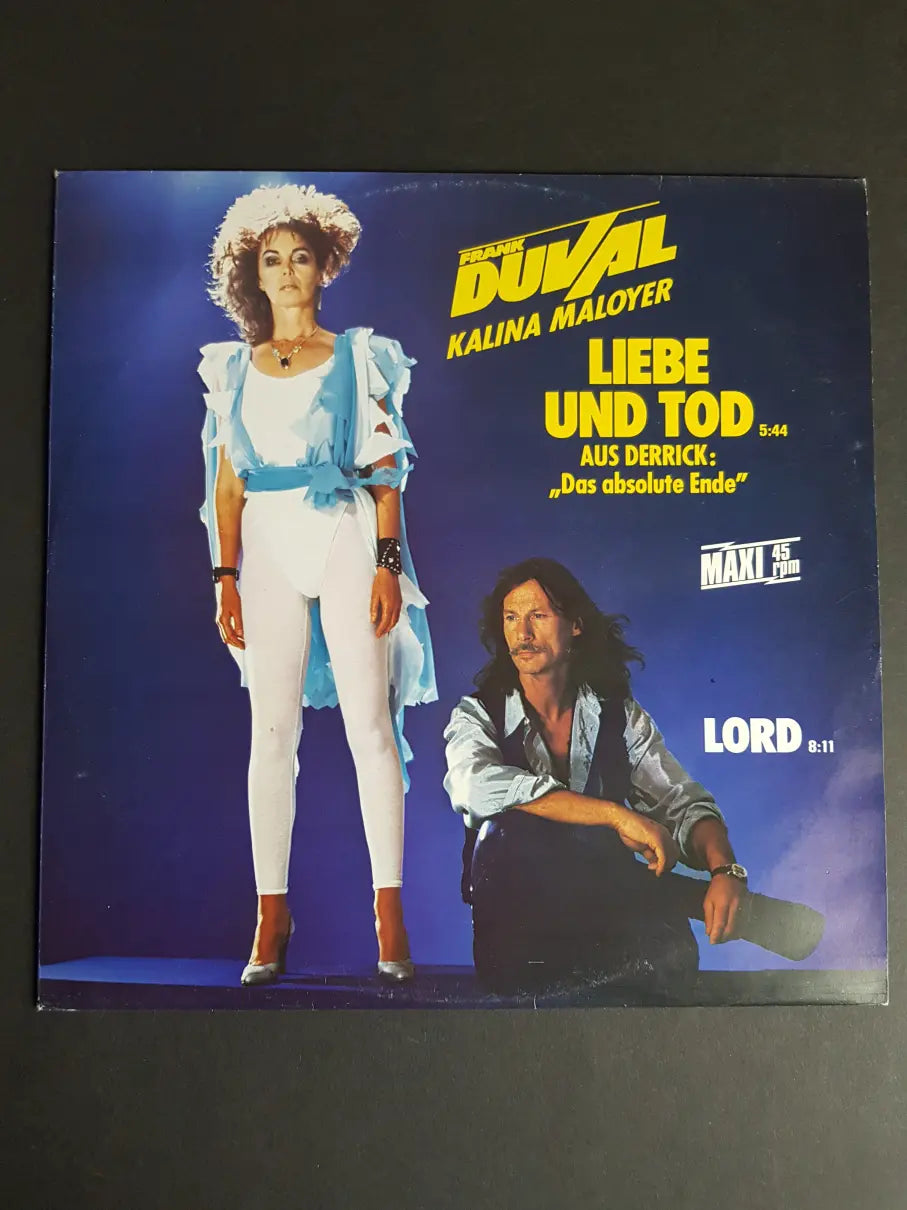 FRANK
DUVAL
KALINA MALOYER
LIEBE
UND TOD 5:44
AUS DERRICK:
„Das absolute Ende”
MAXI 45 rpm
LORD 8:11